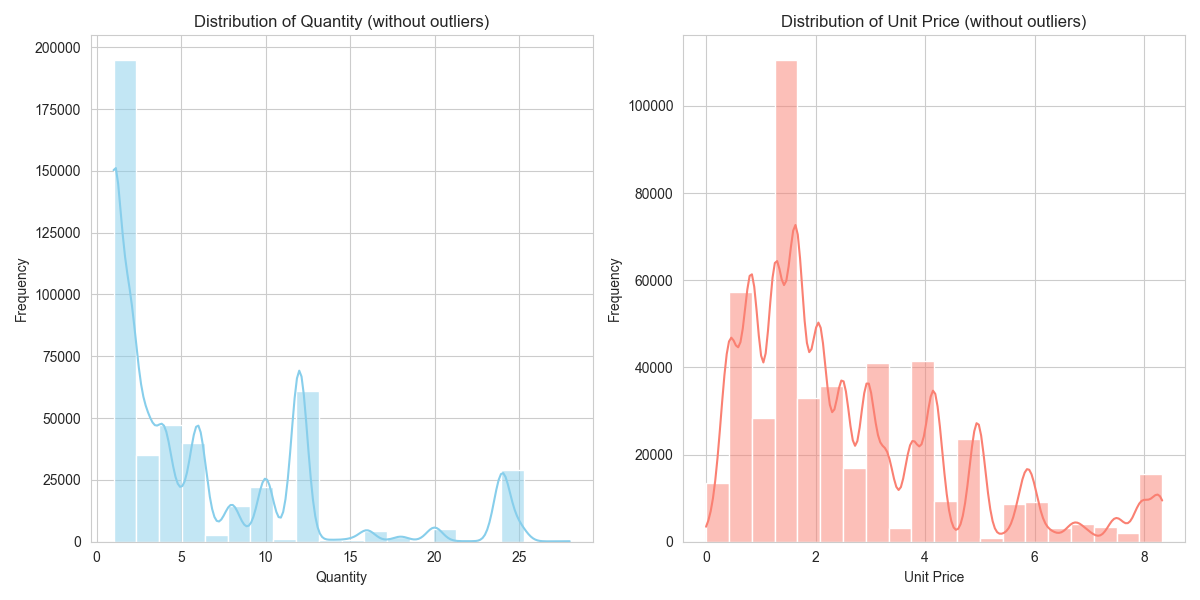 Distribution of Quantity (without outliers)
200000
175000
150000
125000
100000
75000
50000
25000
0
Frequency
0 5 10 15 20 25
Quantity
Distribution of Unit Price (without outliers)
100000
80000
60000
40000
20000
0
Frequency
0 2 4 6 8
Unit Price